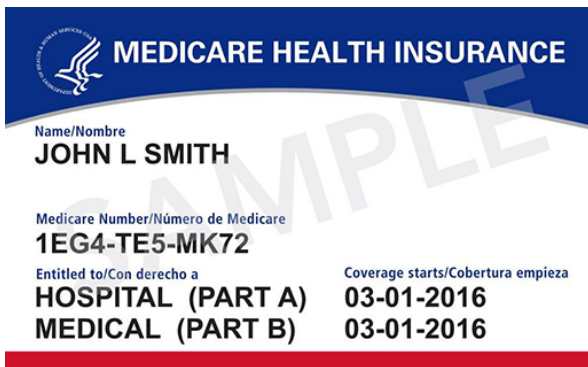 MEDICARE HEALTH INSURANCE
Name/Nombre
JOHN L SMITH
Medicare Number/Número de Medicare
1EG4-TE5-MK72
Entitled to/Con derecho a Coverage starts/Cobertura empieza
HOSPITAL (PART A) 03-01-2016
MEDICAL (PART B) 03-01-2016
SAMPLE